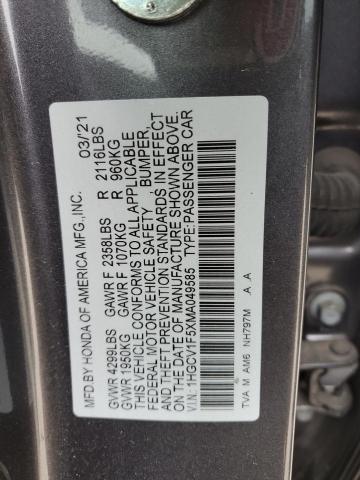 MFD.BY HONDA OF AMERICA MFG.,INC. 03/'21
GVWR 4299LBS GAWR F 2358LBS R 2116LBS
GVWR 1950KG GAWR F 1070KG R 960KG
THIS VEHICLE CONFORMS TO ALL APPLICABLE
FEDERAL MOTOR VEHICLE SAFETY , BUMPER,
AND THEFT PREVENTION STANDARDS IN EFFECT
ON THE DATE OF MANUFACTURE SHOWN ABOVE.
V.I.N.:1HGCV1F5XMA049585 TYPE:PASSENGER CAR
TVA M AM6 NH797M A A